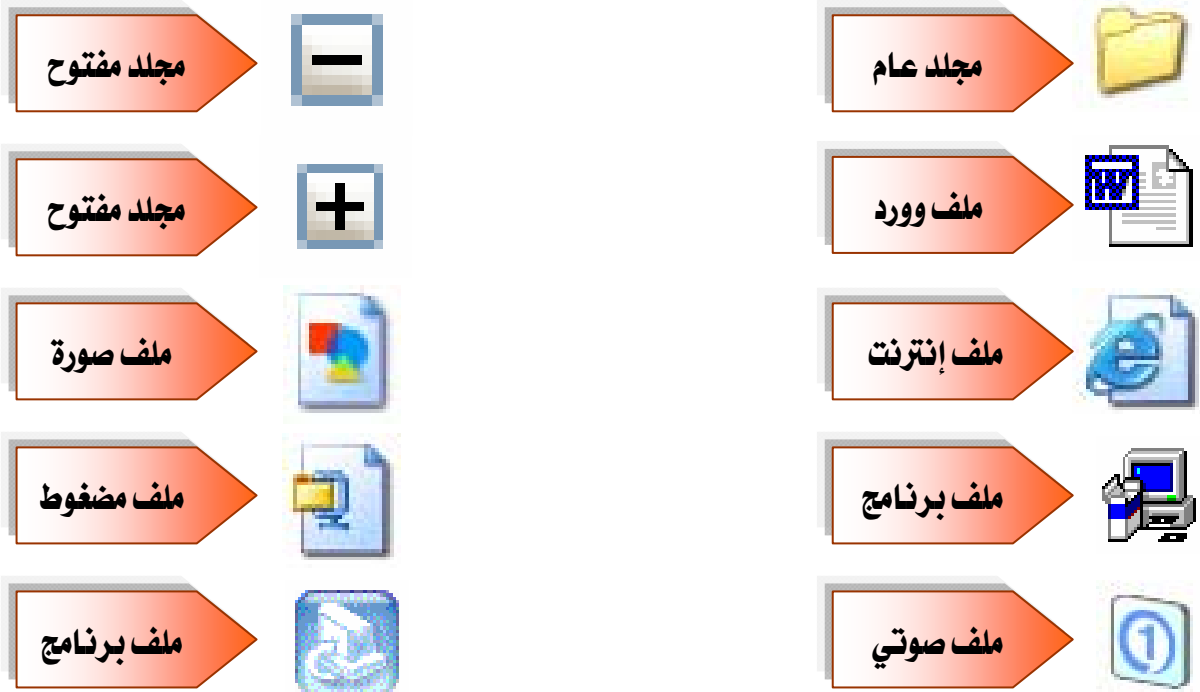 مجلد عام
مجلد مفتوح
ملف وورد
مجلد مفتوح
ملف إنترنت
ملف صورة
ملف برنامج
ملف مضغوط
ملف صوتي
ملف برنامج